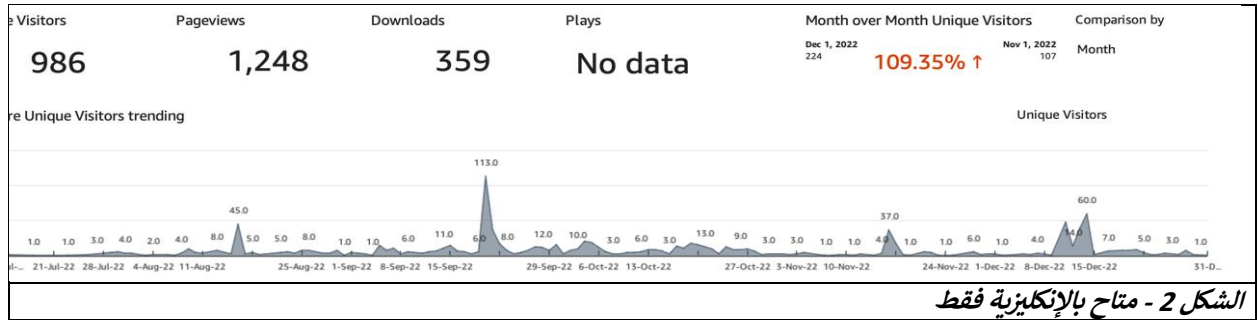 e Visitors Pageviews Downloads Plays Month over Month Unique Visitors Comparison by
986 1,248 359 No data Dec 1, 2022 224 109.35% ↑ Nov 1, 2022 107 Month
re Unique Visitors trending Unique Visitors
113.0
45.0 60.0
37.0
1.0 1.0 3.0 4.0 2.0 4.0 8.0 5.0 5.0 8.0 1.0 1.0 6.0 11.0 6.0 8.0 12.0 10.0 3.0 6.0 3.0 13.0 9.0 3.0 3.0 1.0 1.0 4.0 1.0 1.0 6.0 1.0 4.0 14.0 7.0 5.0 3.0 1.0
21-Jul-22 28-Jul-22 4-Aug-22 11-Aug-22 25-Aug-22 1-Sep-22 8-Sep-22 15-Sep-22 29-Sep-22 6-Oct-22 13-Oct-22 27-Oct-22 3-Nov-22 10-Nov-22 24-Nov-22 1-Dec-22 8-Dec-22 15-Dec-22 31-D...
الشكل 2 - متاح بالإنكليزية فقط